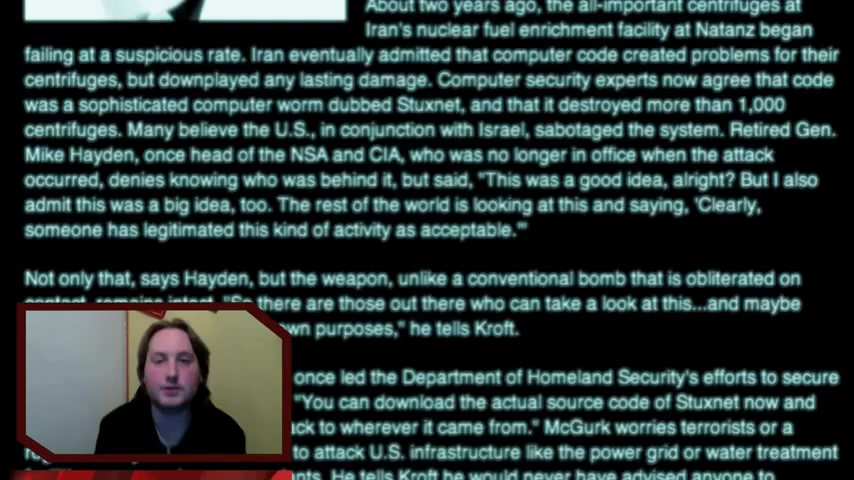 About two years ago, the all-important centrifuges at
Iran's nuclear fuel enrichment facility at Natanz began
failing at a suspicious rate. Iran eventually admitted that computer code created problems for their
centrifuges, but downplayed any lasting damage. Computer security experts now agree that code
was a sophisticated computer worm dubbed Stuxnet, and that it destroyed more than 1,000
centrifuges. Many believe the U.S., in conjunction with Israel, sabotaged the system. Retired Gen.
Mike Hayden, once head of the NSA and CIA, who was no longer in office when the attack
occurred, denies knowing who was behind it, but said, "This was a good idea, alright? But I also
admit this was a big idea, too. The rest of the world is looking at this and saying, 'Clearly,
someone has legitimated this kind of activity as acceptable.'"
Not only that, says Hayden, but the weapon, unlike a conventional bomb that is obliterated on
contact, remains intact. "So there are those out there who can take a look at this...and maybe
own purposes," he tells Kroft.
once led the Department of Homeland Security's efforts to secure
"You can download the actual source code of Stuxnet now and
to wherever it came from." McGurk worries terrorists or a
to attack U.S. infrastructure like the power grid or water treatment
He tells Kroft he would never have advised anyone to